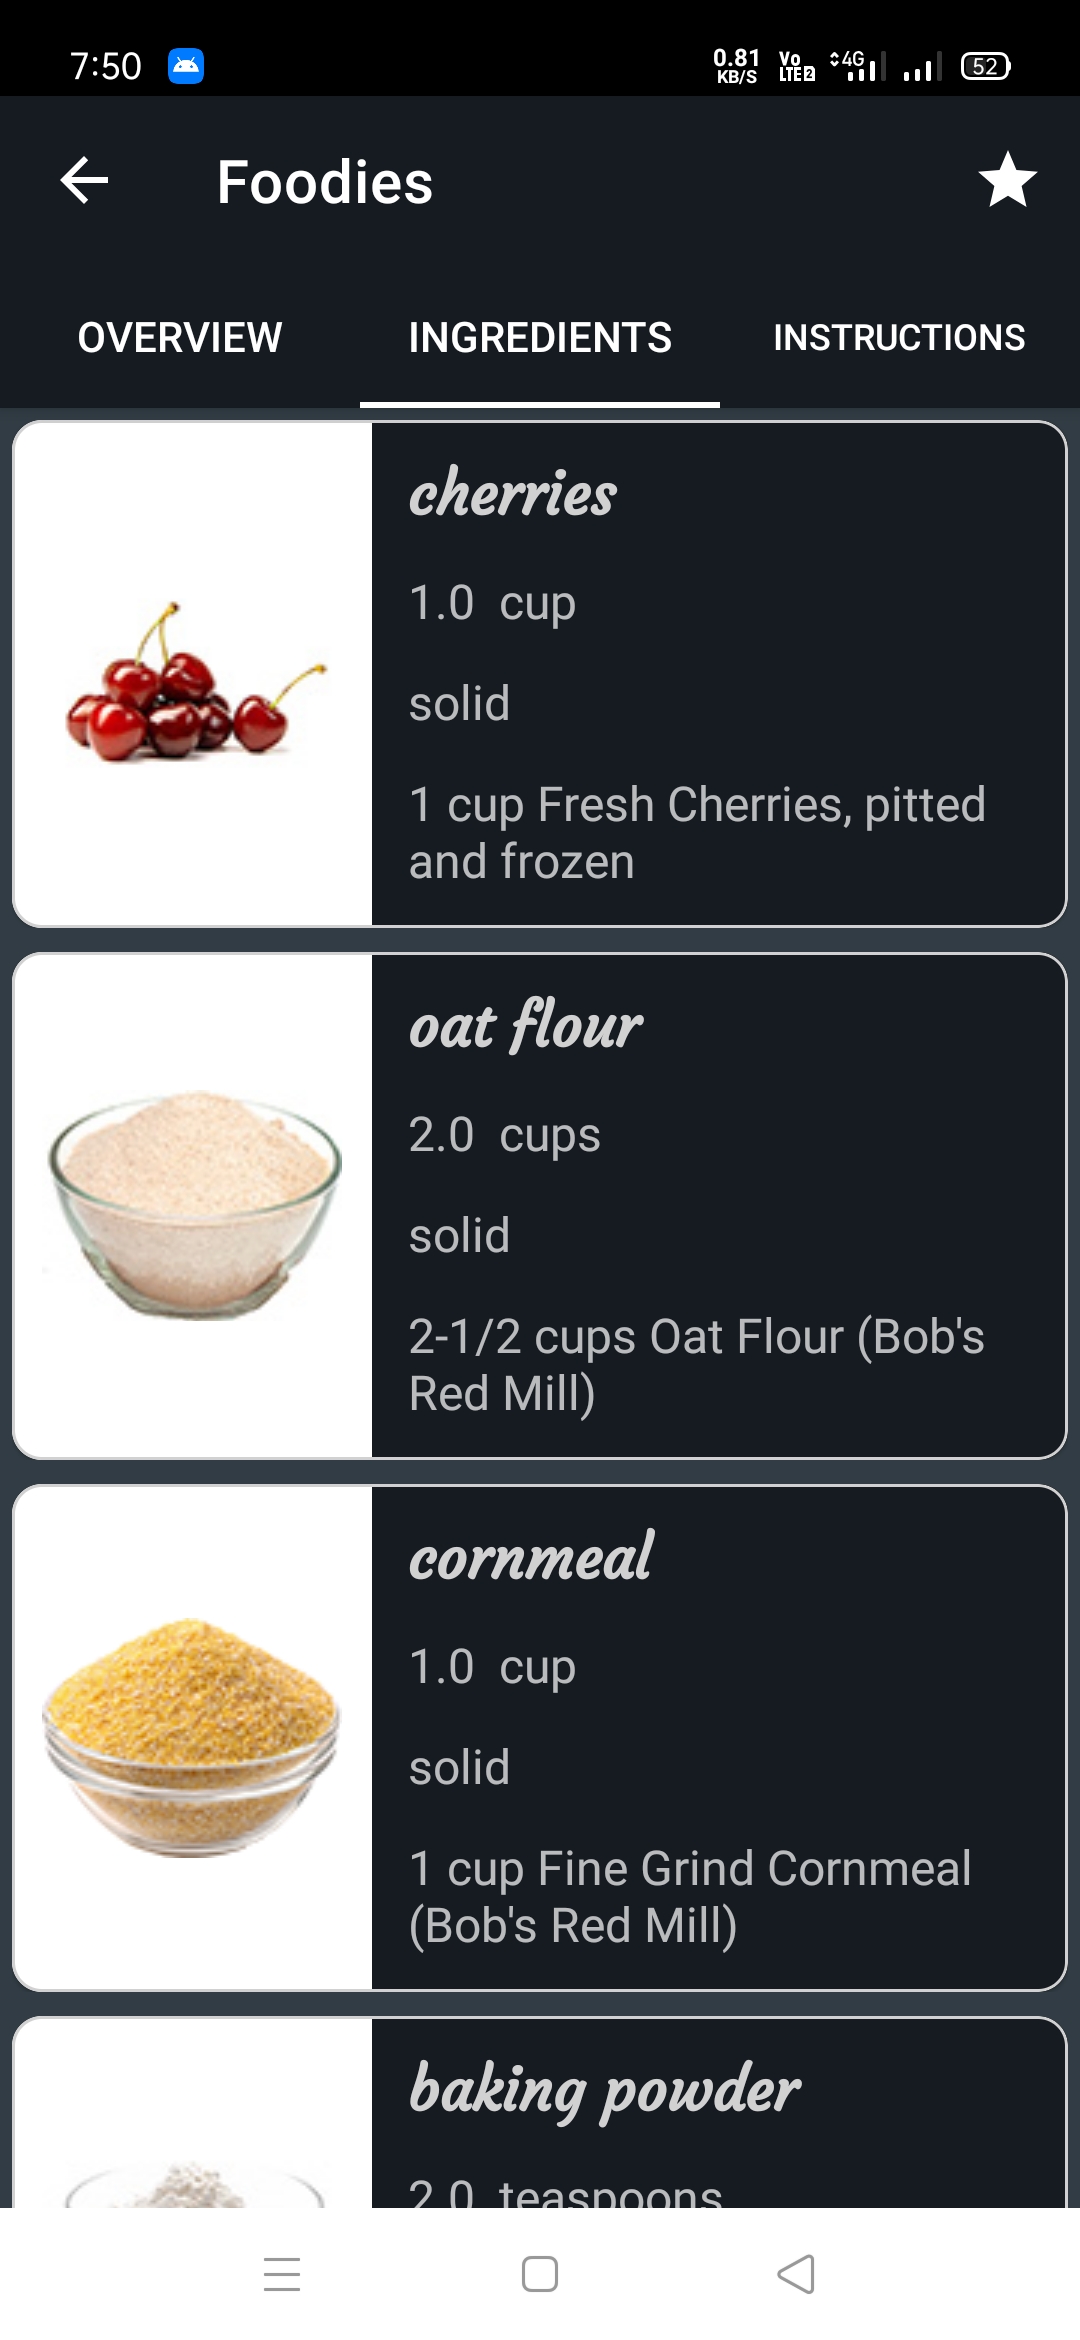 7:50 0.81 KB/S Vo LTE 2 4G 52
Foodies
OVERVIEW INGREDIENTS INSTRUCTIONS
cherries
1.0 cup
solid
1 cup Fresh Cherries, pitted
and frozen
oat flour
2.0 cups
solid
2-1/2 cups Oat Flour (Bob's
Red Mill)
cornmeal
1.0 cup
solid
1 cup Fine Grind Cornmeal
(Bob's Red Mill)
baking powder
2.0 teaspoons